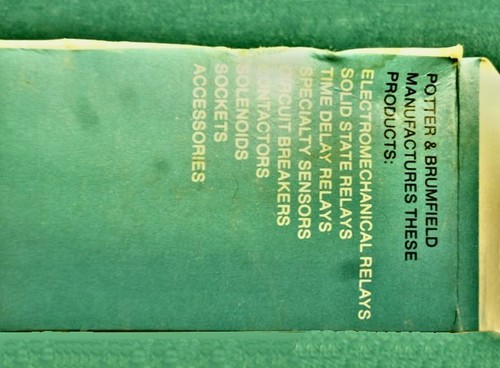 POTTER & BRUMFIELD
MANUFACTURES THESE
PRODUCTS:
ELECTROMECHANICAL RELAYS
SOLID STATE RELAYS
TIME DELAY RELAYS
SPECIALTY SENSORS
CIRCUIT BREAKERS
CONTACTORS
SOLENOIDS
SOCKETS
ACCESSORIES